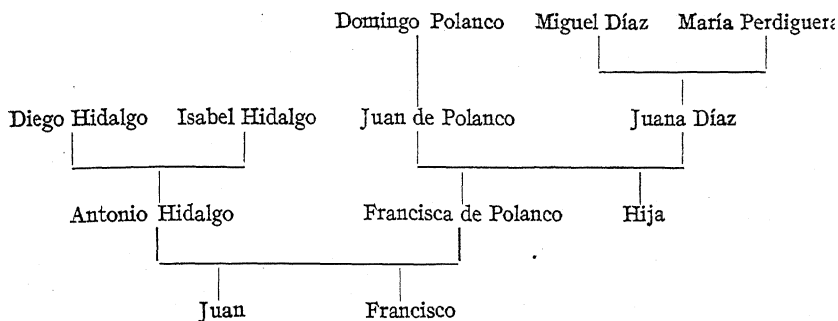 Domingo Polanco Miguel Díaz María Perdiguera
Diego Hidalgo Isabel Hidalgo Juan de Polanco Juana Díaz
Antonio Hidalgo Francisca de Polanco Hija
Juan Francisco